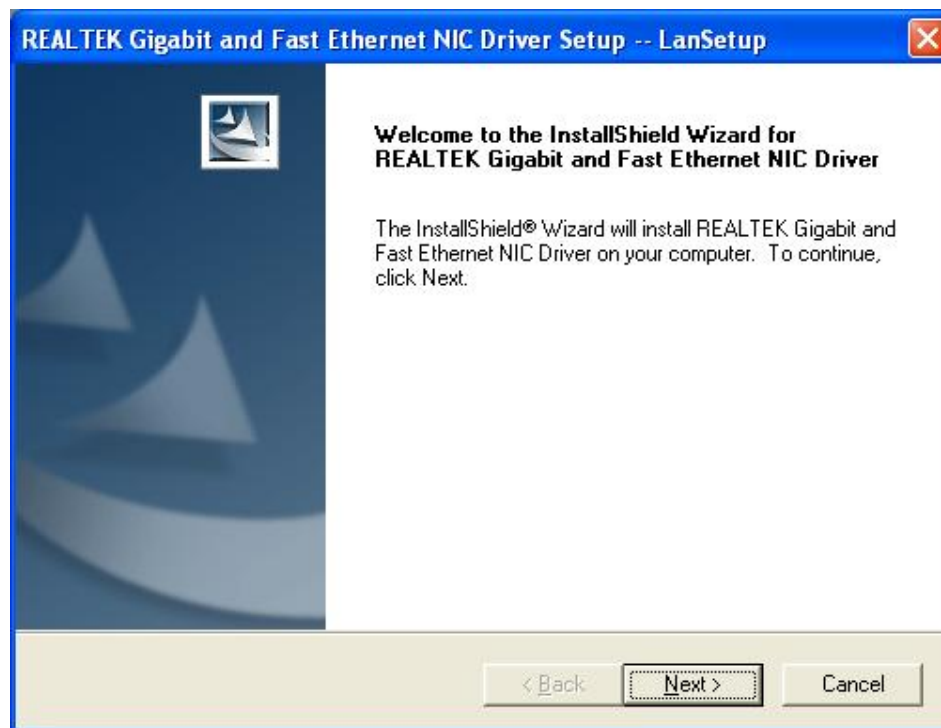 REALTEK Gigabit and Fast Ethernet NIC Driver Setup -- LanSetup
Welcome to the InstallShield Wizard for
REALTEK Gigabit and Fast Ethernet NIC Driver
The InstallShield® Wizard will install REALTEK Gigabit and
Fast Ethernet NIC Driver on your computer. To continue,
click Next.
< Back
Next >
Cancel